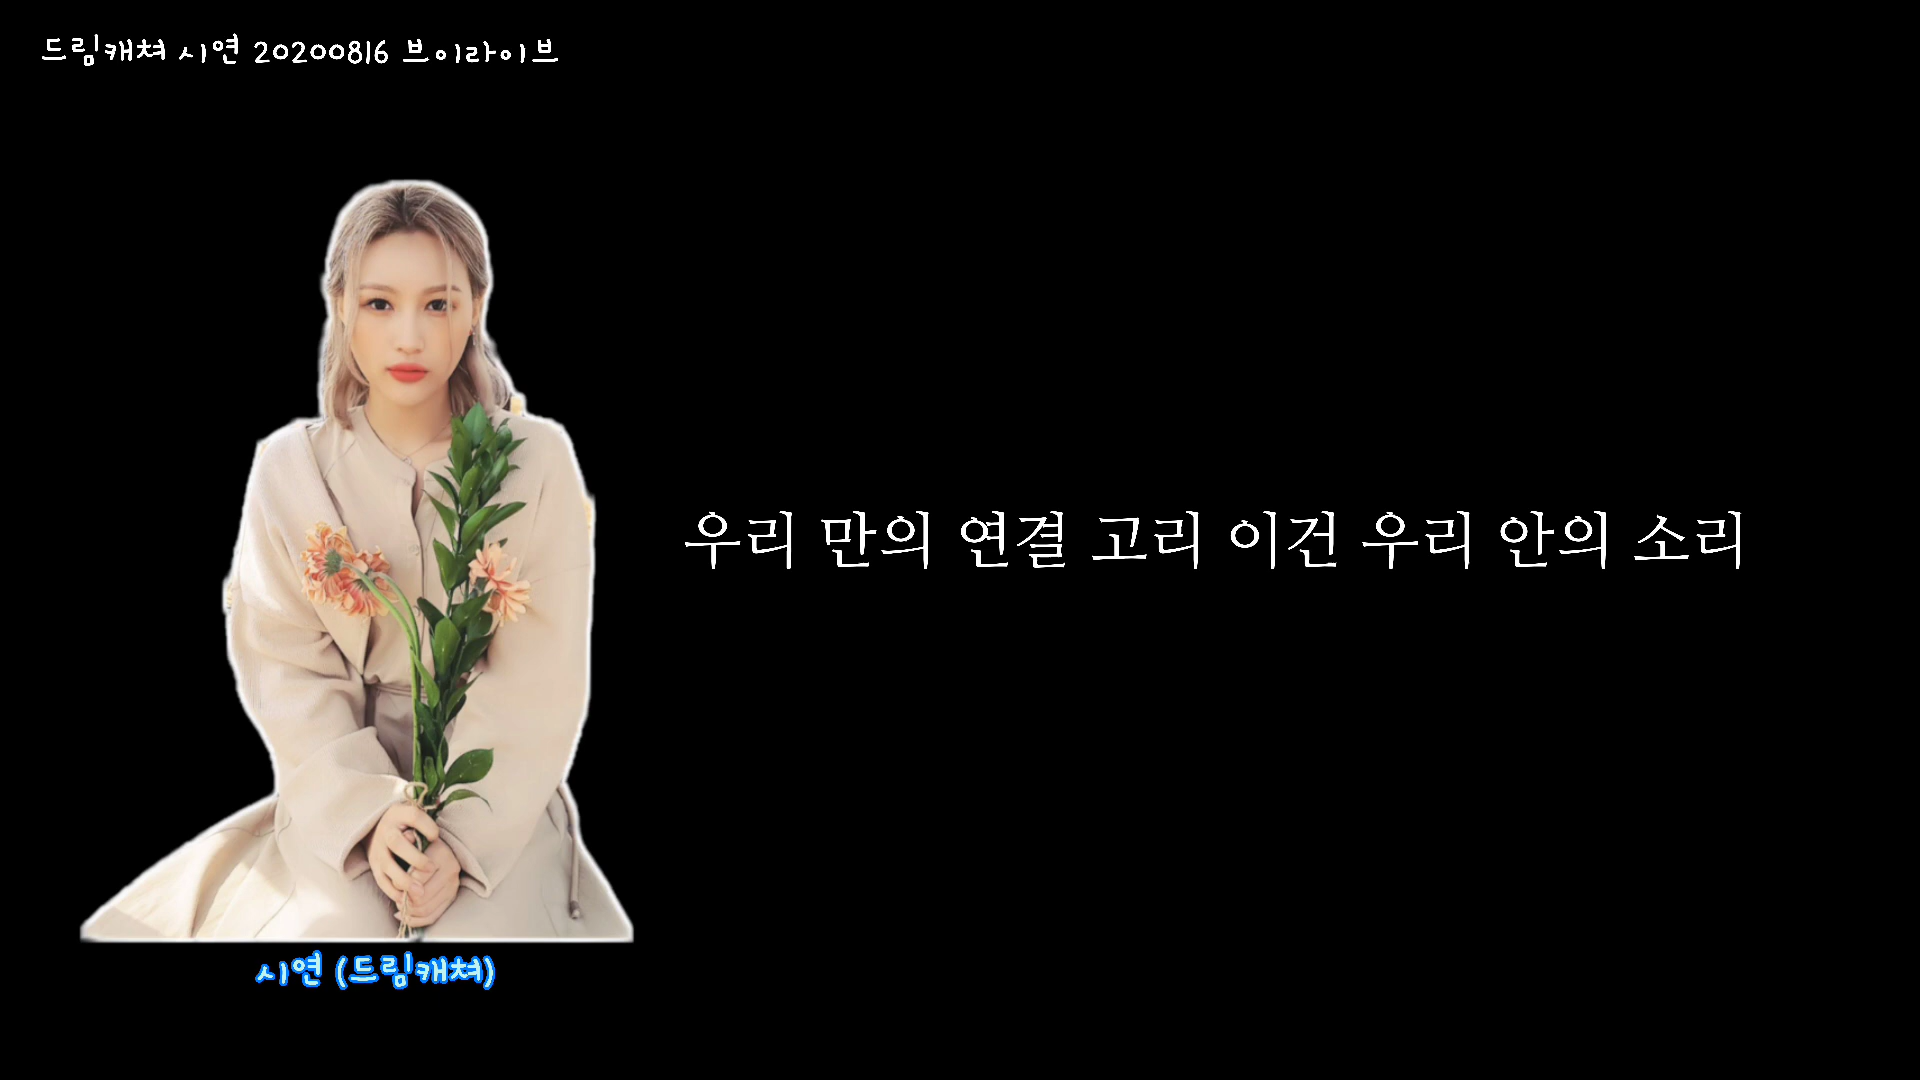 드림캐쳐 시연 20200816 브이라이브
우리 만의 연결 고리 이건 우리 안의 소리
시연 (드림캐쳐)